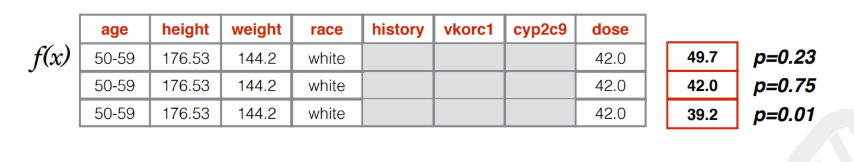 age height weight race history vkorc1 cyp2c9 dose
f(x) 50-59 176.53 144.2 white 42.0 49.7 p=0.23
50-59 176.53 144.2 white 42.0 42.0 p=0.75
50-59 176.53 144.2 white 42.0 39.2 p=0.01